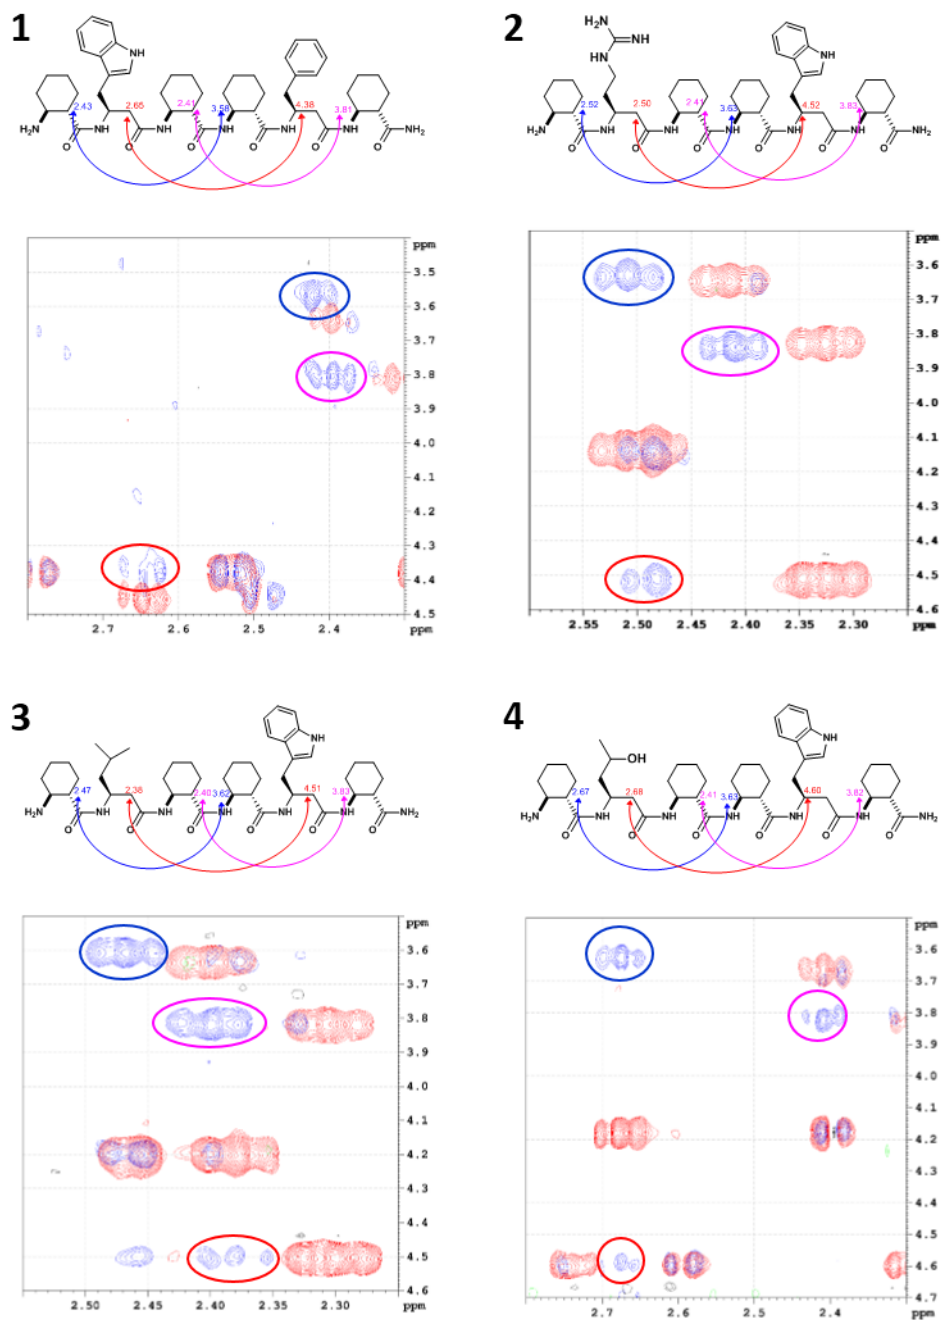 1
NH
2.43
2.65
2.41
3.58
4.38
3.81
H2N
NH
NH
NH
NH
NH
NH2
O
O
O
O
O
O
ppm
3.5
3.6
3.7
3.8
3.9
4.0
4.1
4.2
4.3
4.4
4.5
2.7
2.6
2.5
2.4
ppm
2
H2N
NH
HN
NH
2.52
2.50
2.41
3.63
4.52
3.83
H2N
NH
NH
NH
NH
NH
NH2
O
O
O
O
O
O
ppm
3.6
3.7
3.8
3.9
4.0
4.1
4.2
4.3
4.4
4.5
4.6
2.55
2.50
2.45
2.40
2.35
2.30
ppm
3
NH
2.47
2.38
2.40
3.62
4.51
3.83
H2N
NH
NH
NH
NH
NH
NH2
O
O
O
O
O
O
ppm
3.6
3.7
3.8
3.9
4.0
4.1
4.2
4.3
4.4
4.5
4.6
2.50
2.45
2.40
2.35
2.30
ppm
4
OH
NH
2.67
2.68
2.41
3.63
4.60
3.82
H2N
NH
NH
NH
NH
NH
NH2
O
O
O
O
O
O
ppm
3.6
3.7
3.8
3.9
4.0
4.1
4.2
4.3
4.4
4.5
4.6
4.7
2.7
2.6
2.5
2.4
ppm